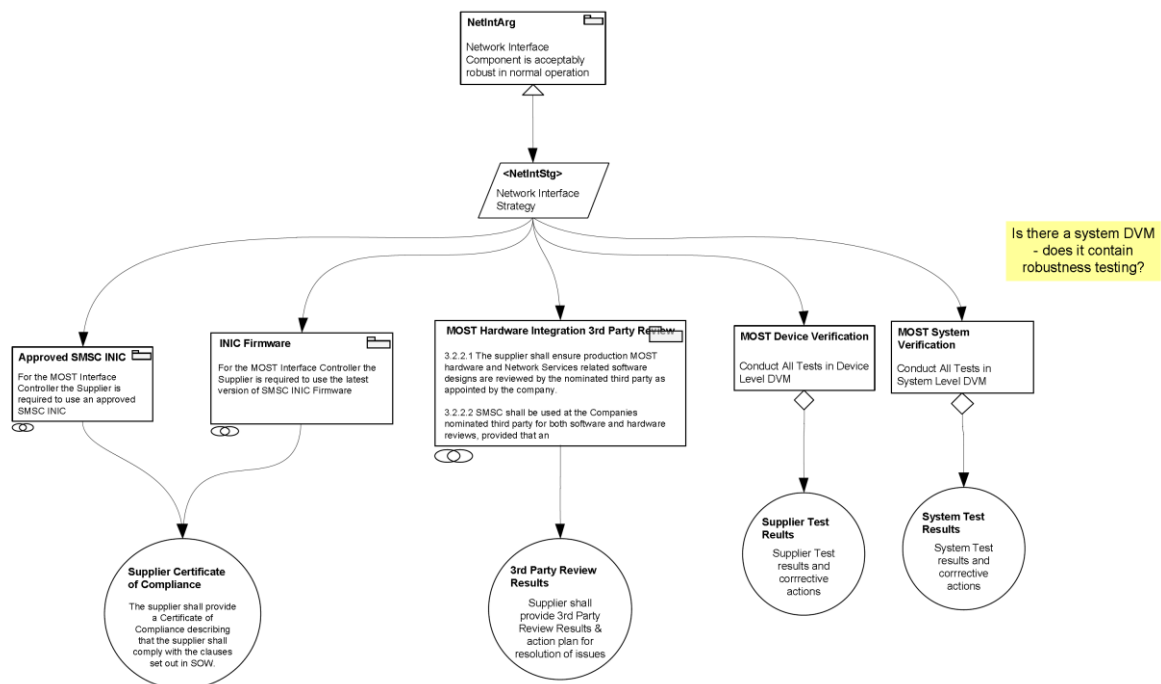 NetIntArg
Network Interface
Component is acceptably
robust in normal operation
<NetIntStg>
Network Interface
Strategy
Is there a system DVM
- does it contain
robustness testing?
Approved SMSC INIC
For the MOST Interface
Controller the Supplier is
required to use an approved
SMSC INIC
INIC Firmware
For the MOST Interface Controller the
Supplier is required to use the latest
version of SMSC INIC Firmware
MOST Hardware Integration 3rd Party Review
3.2.2.1 The supplier shall ensure production MOST
hardware and Network Services related software
designs are reviewed by the nominated third party as
appointed by the company.
3.2.2.2 SMSC shall be used at the Companies
nominated third party for both software and hardware
reviews, provided that an
MOST Device Verification
Conduct All Tests in Device
Level DVM
MOST System
Verification
Conduct All Tests in
System Level DVM
Supplier Certificate
of Compliance
The supplier shall provide
a Certificate of
Compliance describing
that the supplier shall
comply with the clauses
set out in SOW.
3rd Party Review
Results
Supplier shall
provide 3rd Party
Review Results &
action plan for
resolution of issues
Supplier Test
Reults
Supplier Test
results and
corrrective
actions
System Test
Results
System Test
results and
corrrective
actions